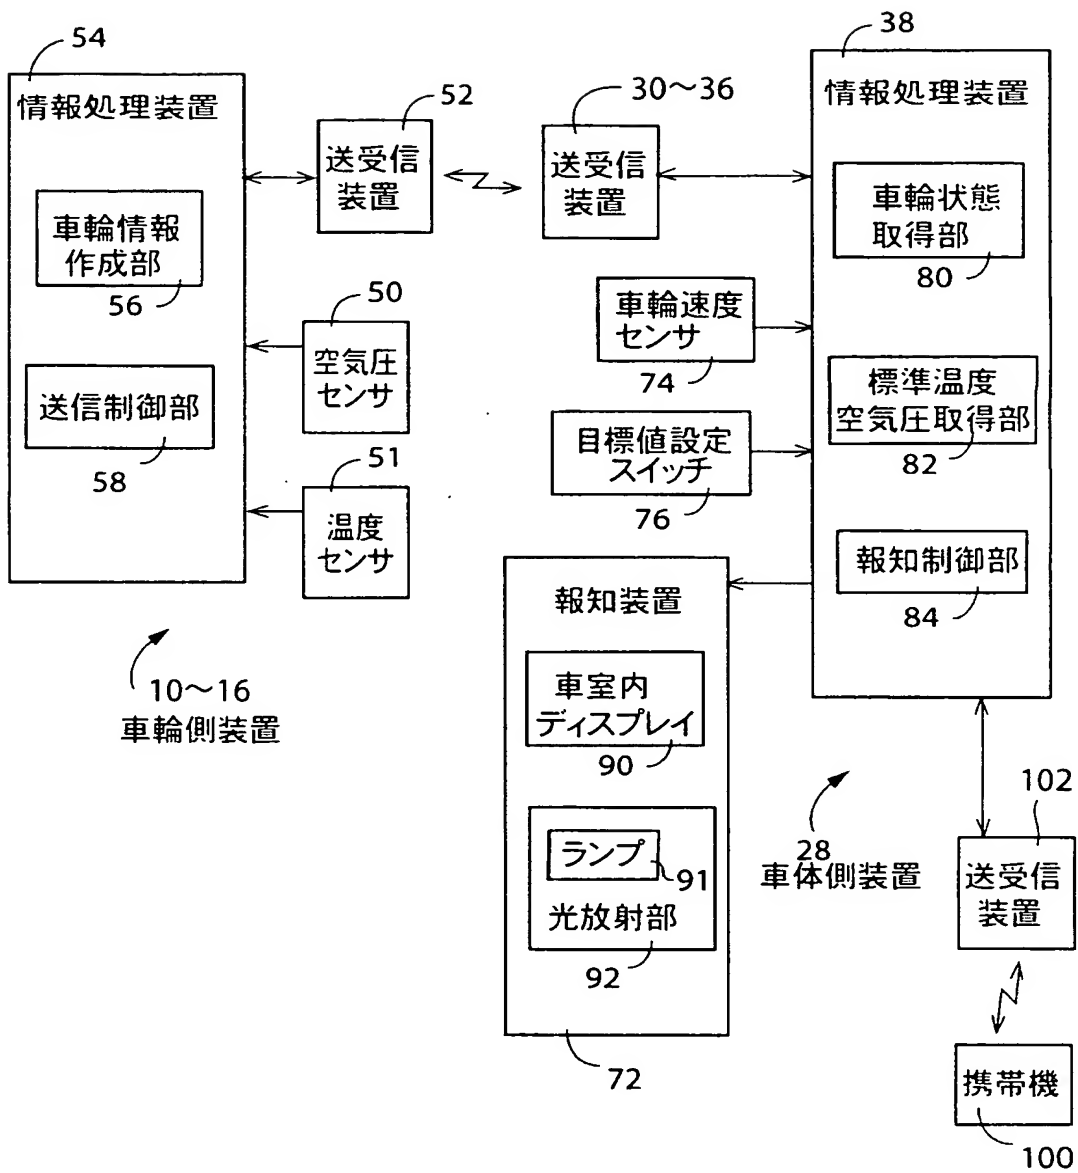 54
情報処理装置
車輪情報
作成部
56
送信制御部
58
52
送受信
装置
50
空気圧
センサ
51
温度
センサ
10～16
車輪側装置
30～36
送受信
装置
38
情報処理装置
車輪状態
取得部
80
車輪速度
センサ
74
標準温度
空気圧取得部
82
目標値設定
スイッチ
76
報知制御部
84
報知装置
車室内
ディスプレイ
90
ランプ
91
光放射部
92
72
28
車体側装置
102
送受信
装置
携帯機
100